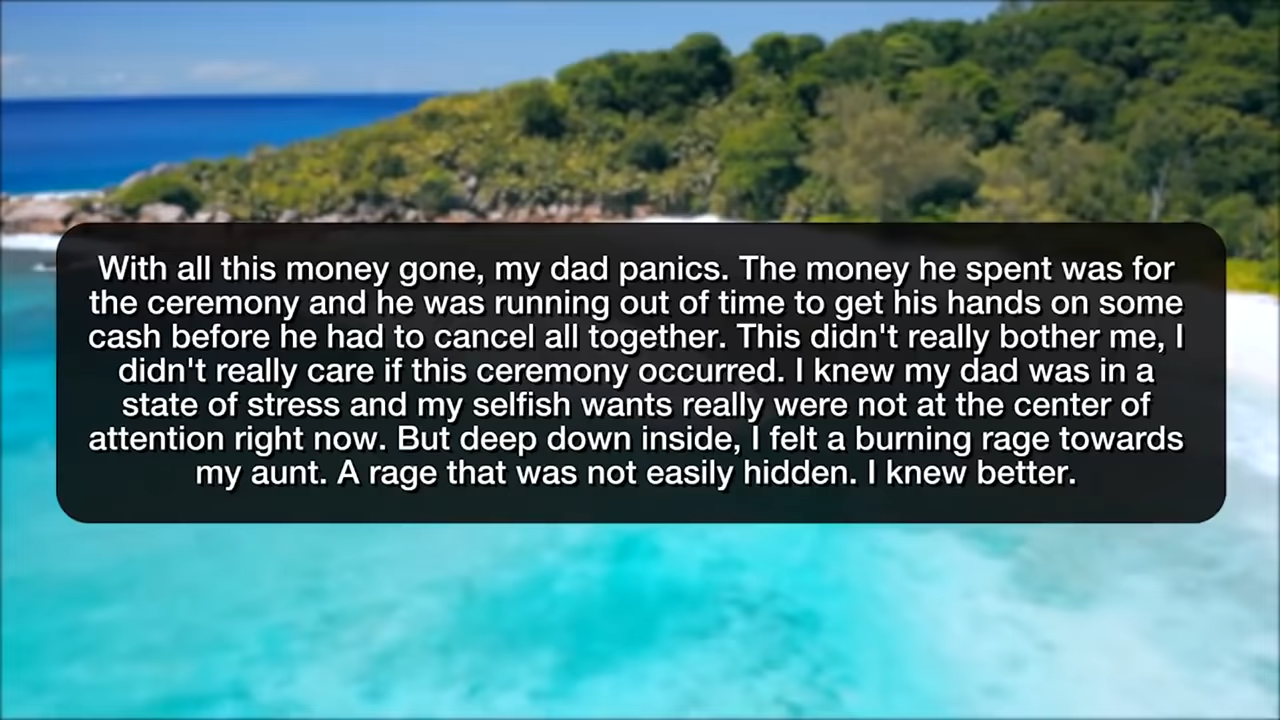 With all this money gone, my dad panics. The money he spent was for
the ceremony and he was running out of time to get his hands on some
cash before he had to cancel all together. This didn't really bother me, I
didn't really care if this ceremony occurred. I knew my dad was in a
state of stress and my selfish wants really were not at the center of
attention right now. But deep down inside, I felt a burning rage towards
my aunt. A rage that was not easily hidden. I knew better.